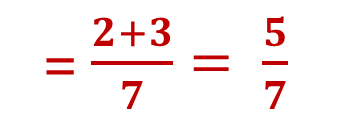 = (2+3)/7 = 5/7